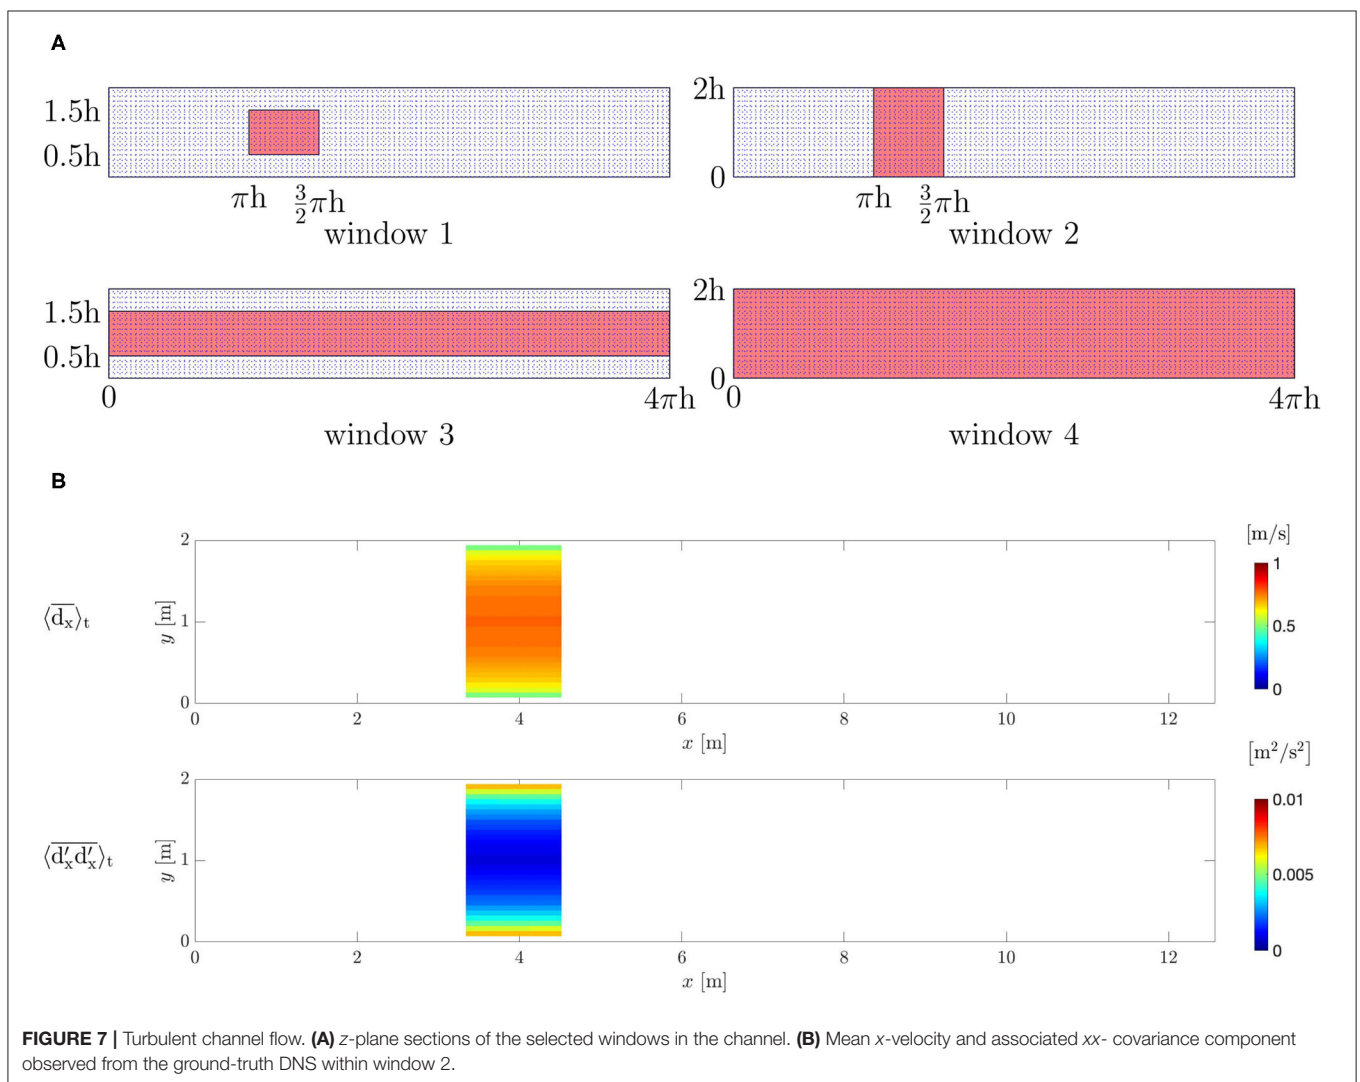 A
1.5h
0.5h
πh
3/2 πh
window 1
2h
0
πh
3/2 πh
window 2
1.5h
0.5h
0
4πh
window 3
2h
0
0
4πh
window 4
B
⟨d̅ₓ⟩ₜ
2
1
0
y [m]
0 2 4 6 8 10 12
x [m]
[m/s]
1
0.5
0
⟨d′ₓd′ₓ⟩ₜ
2
1
0
y [m]
0 2 4 6 8 10 12
x [m]
[m²/s²]
0.01
0.005
0
FIGURE 7 | Turbulent channel flow. (A) z-plane sections of the selected windows in the channel. (B) Mean x-velocity and associated xx- covariance component
observed from the ground-truth DNS within window 2.